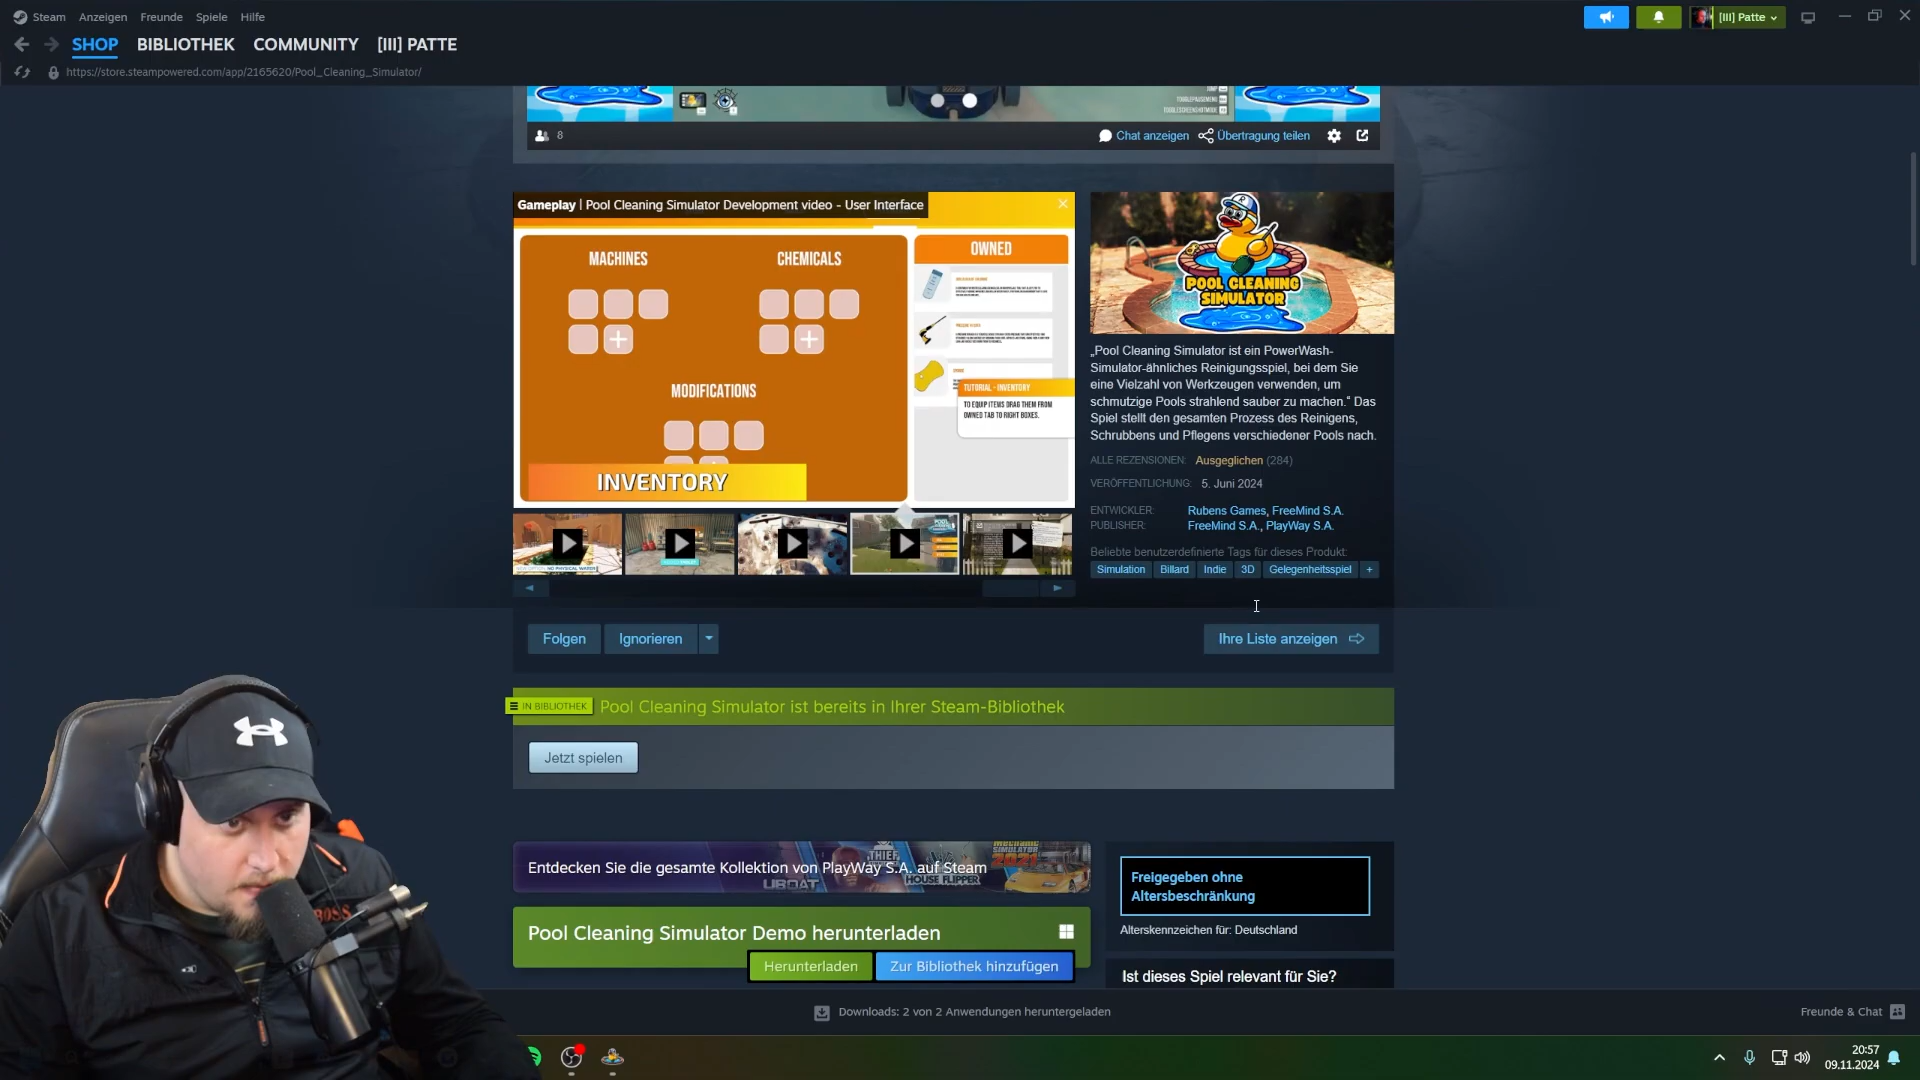 Steam Anzeigen Freunde Spiele Hilfe
[III] Patte
SHOP BIBLIOTHEK COMMUNITY [III] PATTE
https://store.steampowered.com/app/2165620/Pool_Cleaning_Simulator/
8
Chat anzeigen Übertragung teilen
Gameplay | Pool Cleaning Simulator Development video - User Interface
MACHINES
CHEMICALS
MODIFICATIONS
INVENTORY
OWNED
TUTORIAL - INVENTORY
TO EQUIP ITEMS DRAG THEM FROM
OWNED TAB TO RIGHT BOXES.
POOL CLEANING
SIMULATOR
„Pool Cleaning Simulator ist ein PowerWash-
Simulator-ähnliches Reinigungsspiel, bei dem Sie
eine Vielzahl von Werkzeugen verwenden, um
schmutzige Pools strahlend sauber zu machen.“ Das
Spiel stellt den gesamten Prozess des Reinigens,
Schrubbens und Pflegens verschiedener Pools nach.
ALLE REZENSIONEN: Ausgeglichen (284)
VERÖFFENTLICHUNG: 5. Juni 2024
ENTWICKLER: Rubens Games, FreeMind S.A.
PUBLISHER: FreeMind S.A., PlayWay S.A.
Beliebte benutzerdefinierte Tags für dieses Produkt:
Simulation Billard Indie 3D Gelegenheitsspiel +
Folgen Ignorieren
Ihre Liste anzeigen
IN BIBLIOTHEK Pool Cleaning Simulator ist bereits in Ihrer Steam-Bibliothek
Jetzt spielen
Entdecken Sie die gesamte Kollektion von PlayWay S.A. auf Steam
UBOAT
THIEF
HOUSE FLIPPER
Pool Cleaning Simulator Demo herunterladen
Herunterladen Zur Bibliothek hinzufügen
Freigegeben ohne
Altersbeschränkung
Alterskennzeichen für: Deutschland
Ist dieses Spiel relevant für Sie?
BOSS
Downloads: 2 von 2 Anwendungen heruntergeladen
Freunde & Chat
20:57
09.11.2024